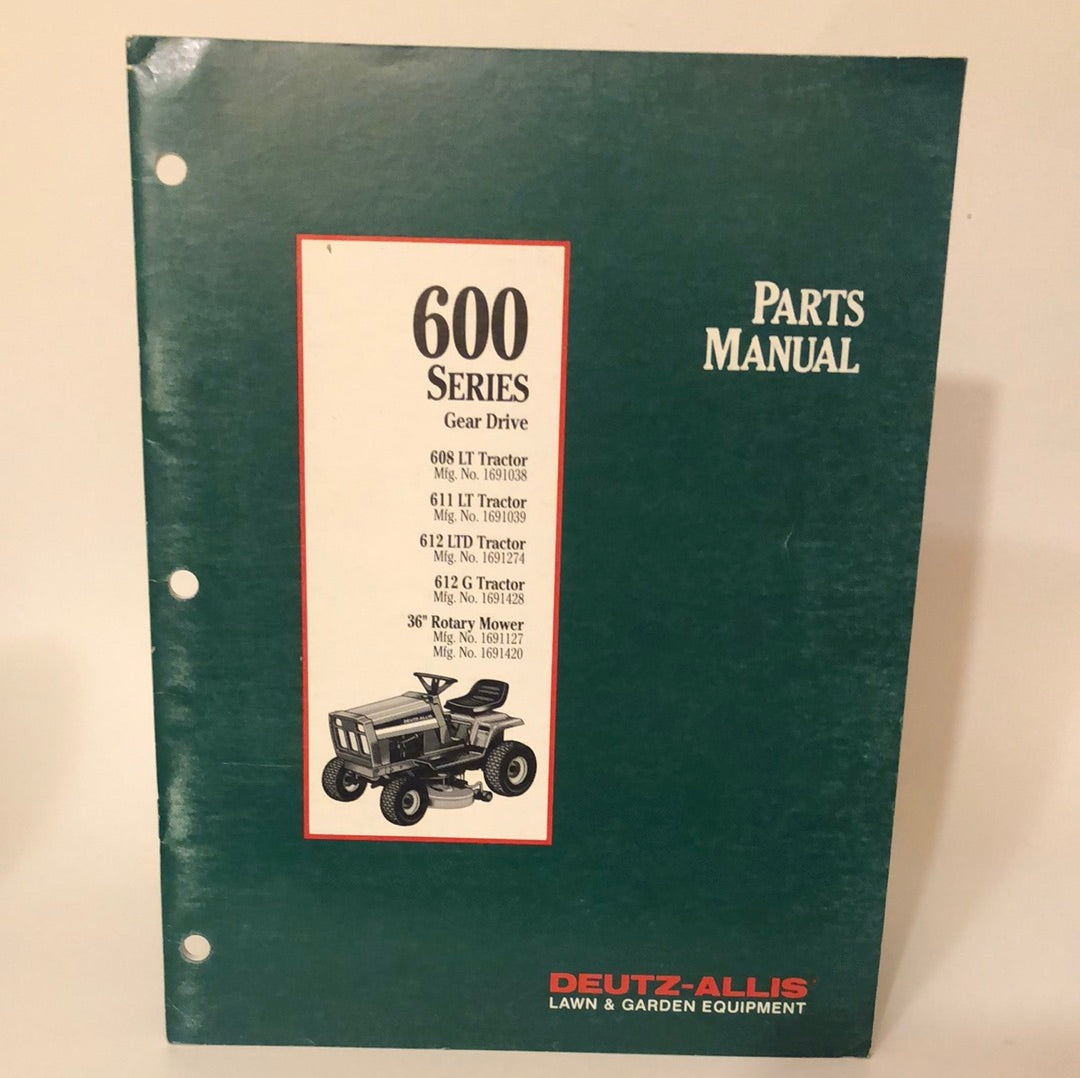 600
SERIES
Gear Drive
608 LT Tractor
Mfg. No. 1691038
611 LT Tractor
Mfg. No. 1691039
612 LTD Tractor
Mfg. No. 1691274
612 G Tractor
Mfg. No. 1691428
36" Rotary Mower
Mfg. No. 1691127
Mfg. No. 1691420
DEUTZ-ALLIS
PARTS
MANUAL
DEUTZ-ALLIS
LAWN & GARDEN EQUIPMENT